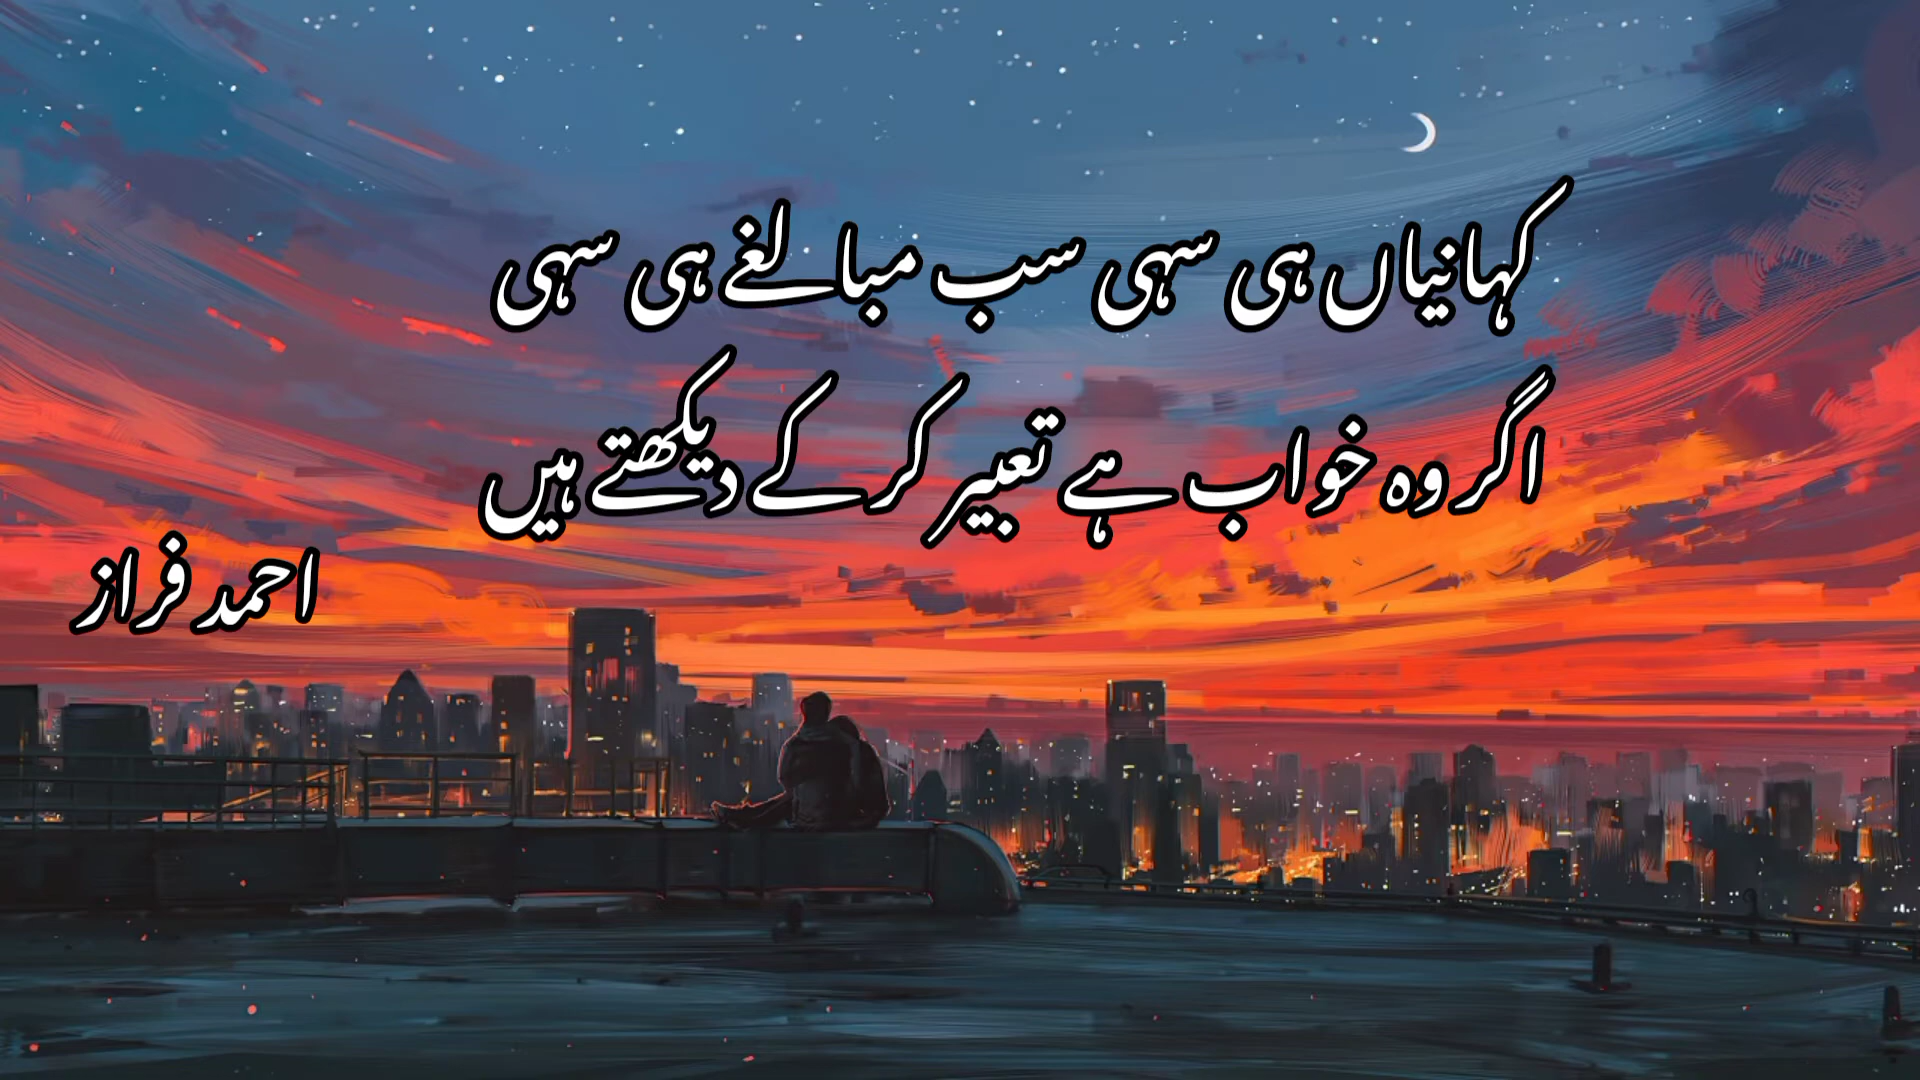 کہانیاں ہی سہی سب مبالغے ہی سہی
اگر وہ خواب ہے تعبیر کر کے دیکھتے ہیں
احمد فراز